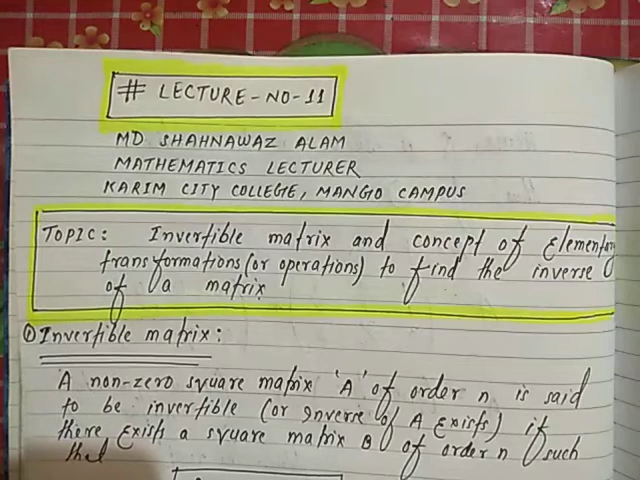 # LECTURE-NO-11
MD SHAHNAWAZ ALAM
MATHEMATICS LECTURER
KARIM CITY COLLEGE, MANGO CAMPUS
TOPIC: Invertible matrix and concept of Elementary
transformations (or operations) to find the inverse
of a matrix
① Invertible matrix:
A non-zero square matrix 'A' of order n is said
to be invertible (or Inverse of A Exists) if
there Exists a square matrix B of order n such
that